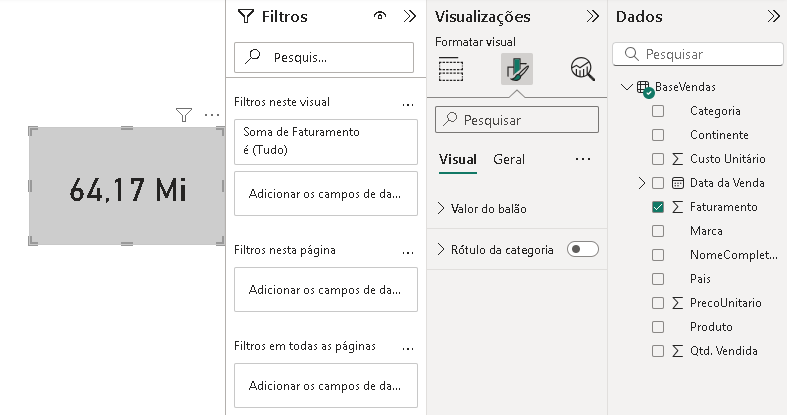 64,17 Mi
Filtros
Pesquis...
Filtros neste visual
...
Soma de Faturamento
é (Tudo)
Adicionar os campos de da...
Filtros nesta página
...
Adicionar os campos de da...
Filtros em todas as páginas
...
Adicionar os campos de da...
Visualizações
Formatar visual
Pesquisar
Visual
Geral
...
Valor do balão
Rótulo da categoria
Dados
Pesquisar
BaseVendas
Categoria
Continente
Custo Unitário
Data da Venda
Faturamento
Marca
NomeComplet...
Pais
PrecoUnitario
Produto
Qtd. Vendida